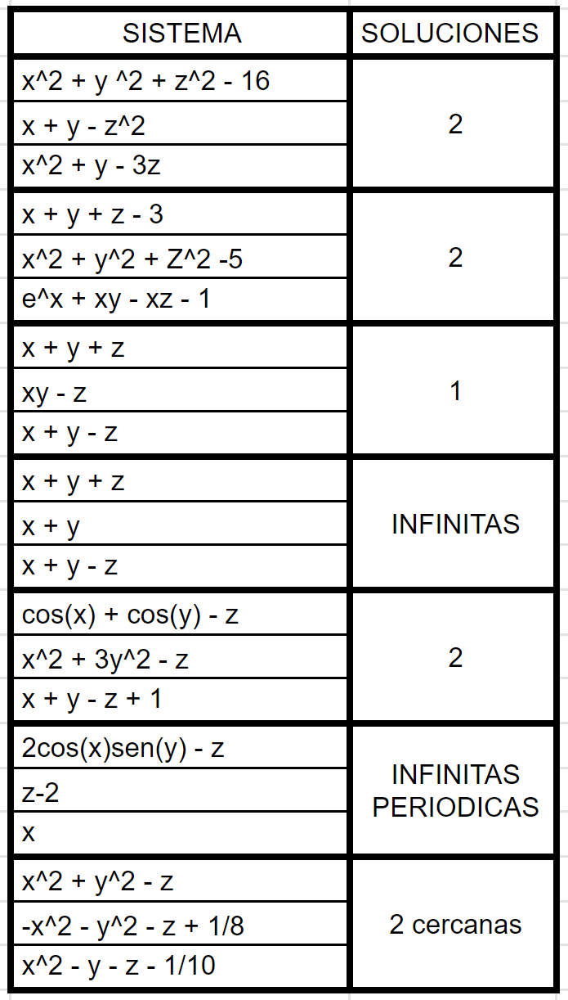 SISTEMA SOLUCIONES
x^2 + y ^2 + z^2 - 16
x + y - z^2
2
x^2 + y - 3z
x + y + z - 3
x^2 + y^2 + Z^2 -5
2
e^x + xy - xz - 1
x + y + z
xy - z
1
x + y - z
x + y + z
x + y
INFINITAS
x + y - z
cos(x) + cos(y) - z
x^2 + 3y^2 - z
2
x + y - z + 1
2cos(x)sen(y) - z
z-2
INFINITAS
PERIODICAS
x
x^2 + y^2 - z
-x^2 - y^2 - z + 1/8
2 cercanas
x^2 - y - z - 1/10